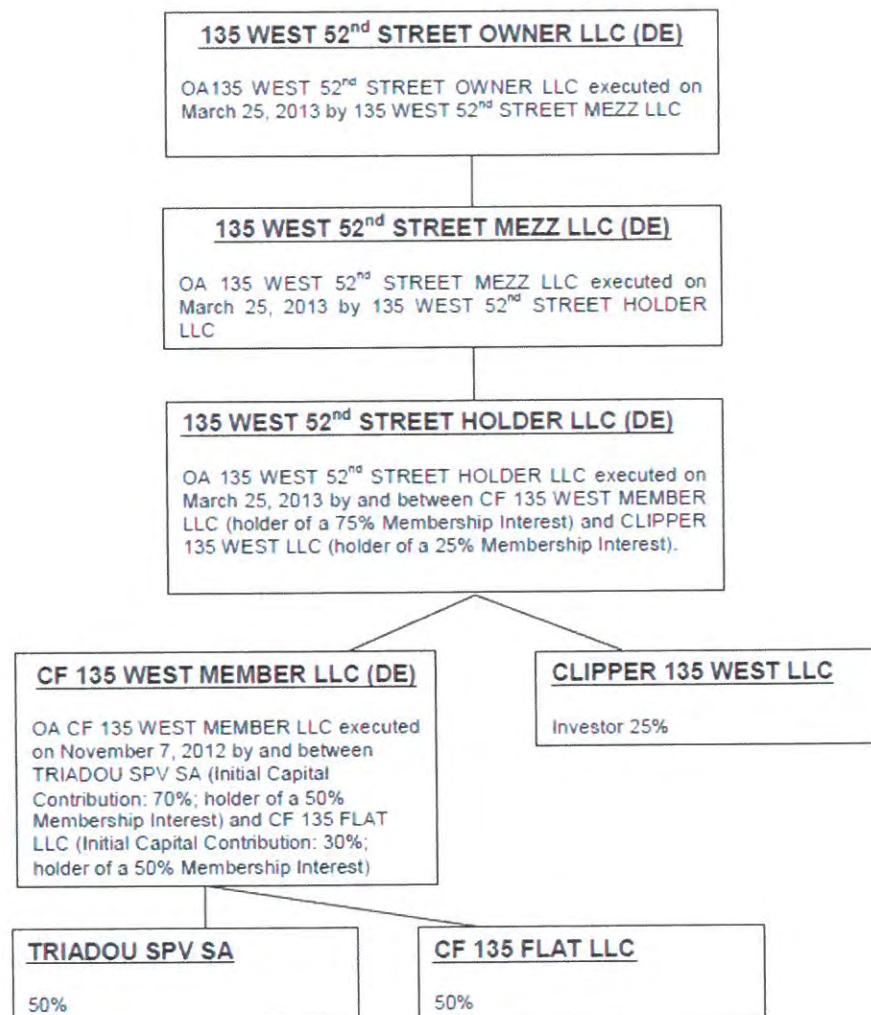 135 WEST 52nd STREET OWNER LLC (DE)
OA135 WEST 52nd STREET OWNER LLC executed on
March 25, 2013 by 135 WEST 52nd STREET MEZZ LLC
135 WEST 52nd STREET MEZZ LLC (DE)
OA 135 WEST 52nd STREET MEZZ LLC executed on
March 25, 2013 by 135 WEST 52nd STREET HOLDER
LLC
135 WEST 52nd STREET HOLDER LLC (DE)
OA 135 WEST 52nd STREET HOLDER LLC executed on
March 25, 2013 by and between CF 135 WEST MEMBER
LLC (holder of a 75% Membership Interest) and CLIPPER
135 WEST LLC (holder of a 25% Membership Interest).
CF 135 WEST MEMBER LLC (DE)
OA CF 135 WEST MEMBER LLC executed
on November 7, 2012 by and between
TRIADOU SPV SA (Initial Capital
Contribution: 70%; holder of a 50%
Membership Interest) and CF 135 FLAT
LLC (Initial Capital Contribution: 30%;
holder of a 50% Membership Interest)
CLIPPER 135 WEST LLC
Investor 25%
TRIADOU SPV SA
50%
CF 135 FLAT LLC
50%